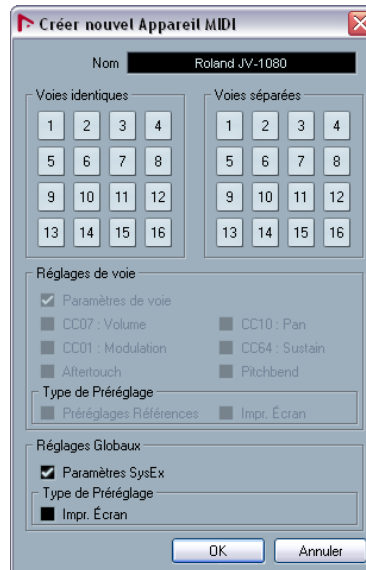 Créer nouvel Appareil MIDI
Nom Roland JV-1080
Voies identiques Voies séparées
1 2 3 4 1 2 3 4
5 6 7 8 5 6 7 8
9 10 11 12 9 10 11 12
13 14 15 16 13 14 15 16
Réglages de voie
Paramètres de voie
CC07 : Volume CC10 : Pan
CC01 : Modulation CC64 : Sustain
Aftertouch Pitchbend
Type de Préréglage
Préréglages Références Impr. Écran
Réglages Globaux
Paramètres SysEx
Type de Préréglage
Impr. Écran
OK Annuler